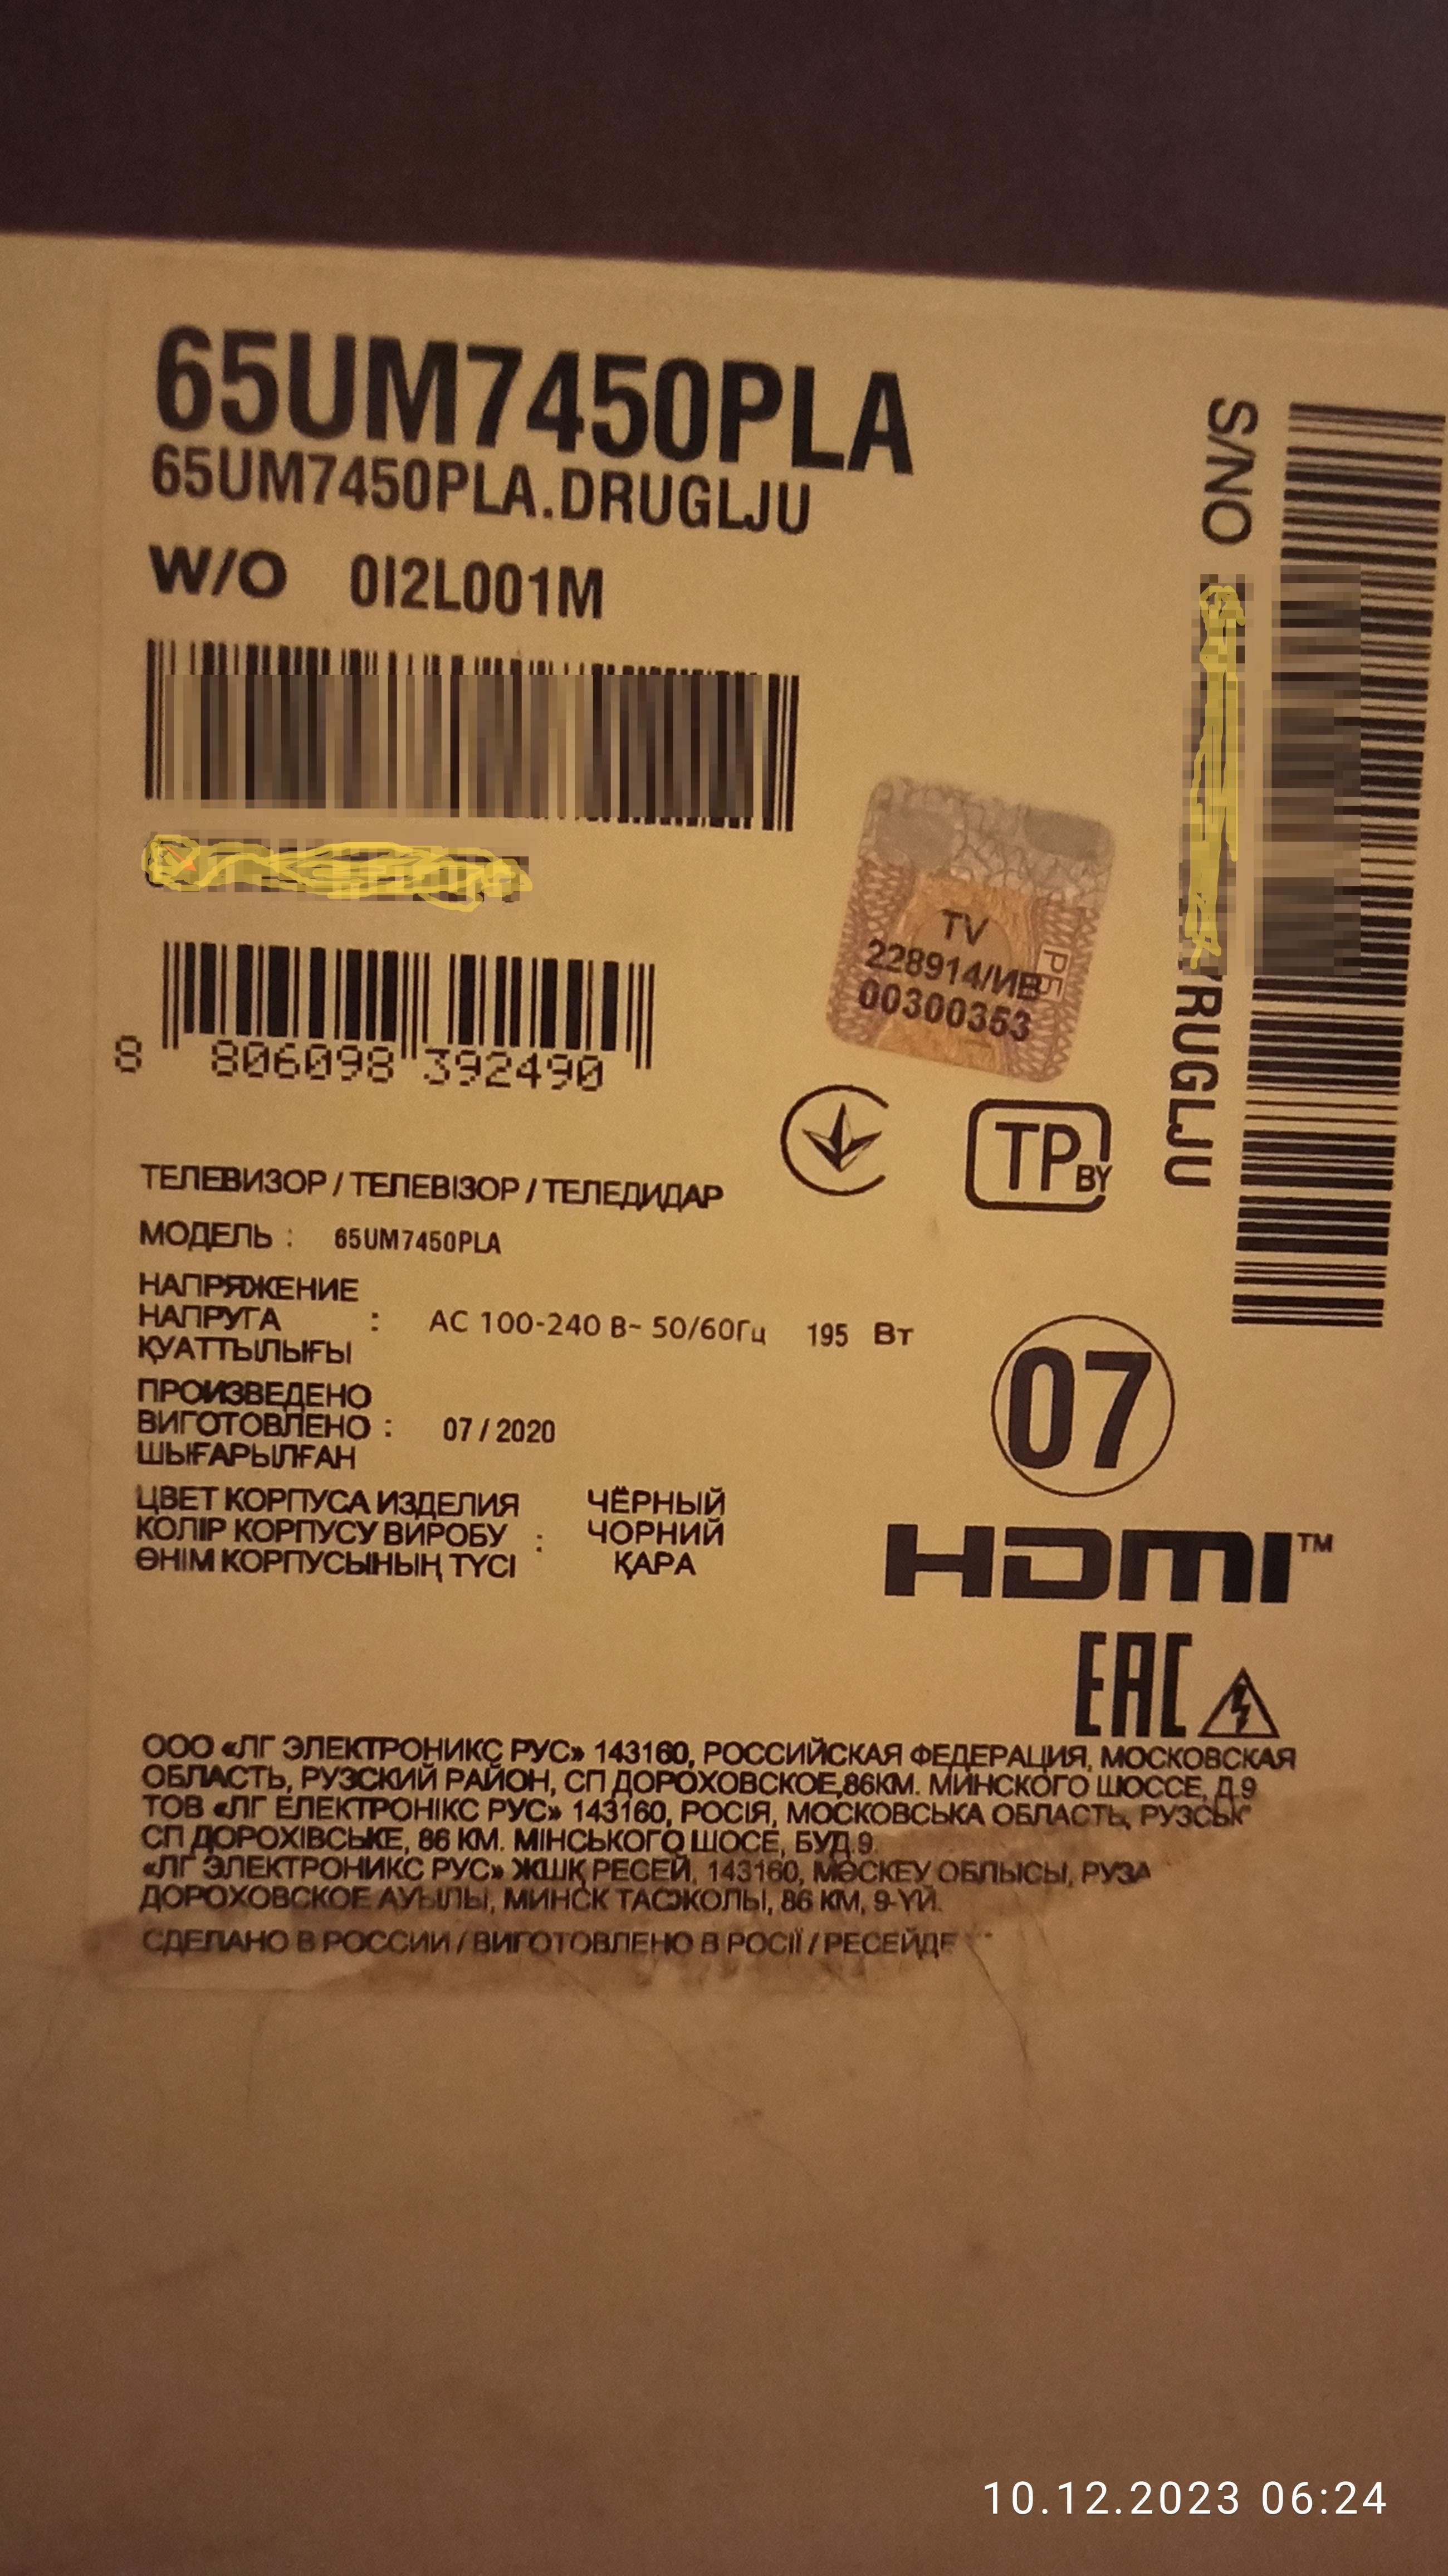 65UM7450PLA
65UM7450PLA.DRUGLJU
W/O 0I2L001M
S/NO
RUGLJU
8 806098 392490
TV
228914/ИВ
00300353
РБ
TP BY
ТЕЛЕВИЗОР / ТЕЛЕВІЗОР / ТЕЛЕДИДАР
МОДЕЛЬ : 65UM7450PLA
НАПРЯЖЕНИЕ
НАПРУГА : AC 100-240 В~ 50/60Гц 195 Вт
ҚУАТТЫЛЫҒЫ
07
ПРОИЗВЕДЕНО
ВИГОТОВЛЕНО : 07 / 2020
ШЫҒАРЫЛҒАН
ЦВЕТ КОРПУСА ИЗДЕЛИЯ ЧЁРНЫЙ
КОЛІР КОРПУСУ ВИРОБУ : ЧОРНИЙ
ӨНІМ КОРПУСЫНЫҢ ТҮСІ ҚАРА
HDMI™
EAC
ООО «ЛГ ЭЛЕКТРОНИКС РУС» 143160, РОССИЙСКАЯ ФЕДЕРАЦИЯ, МОСКОВСКАЯ
ОБЛАСТЬ, РУЗСКИЙ РАЙОН, СП ДОРОХОВСКОЕ,86КМ. МИНСКОГО ШОССЕ, Д.9
ТОВ «ЛГ ЕЛЕКТРОНІКС РУС» 143160, РОСІЯ, МОСКОВСЬКА ОБЛАСТЬ, РУЗСЬК
СП ДОРОХІВСЬКЕ, 86 КМ. МІНСЬКОГО ШОСЕ, БУД.9.
«ЛГ ЭЛЕКТРОНИКС РУС» ЖШҚ РЕСЕЙ, 143160, МӘСКЕУ ОБЛЫСЫ, РУЗА
ДОРОХОВСКОЕ АУЫЛЫ, МИНСК ТАСЖОЛЫ, 86 КМ, 9-ҮЙ.
СДЕЛАНО В РОССИИ / ВИГОТОВЛЕНО В РОСІЇ / РЕСЕЙДЕ
10.12.2023 06:24